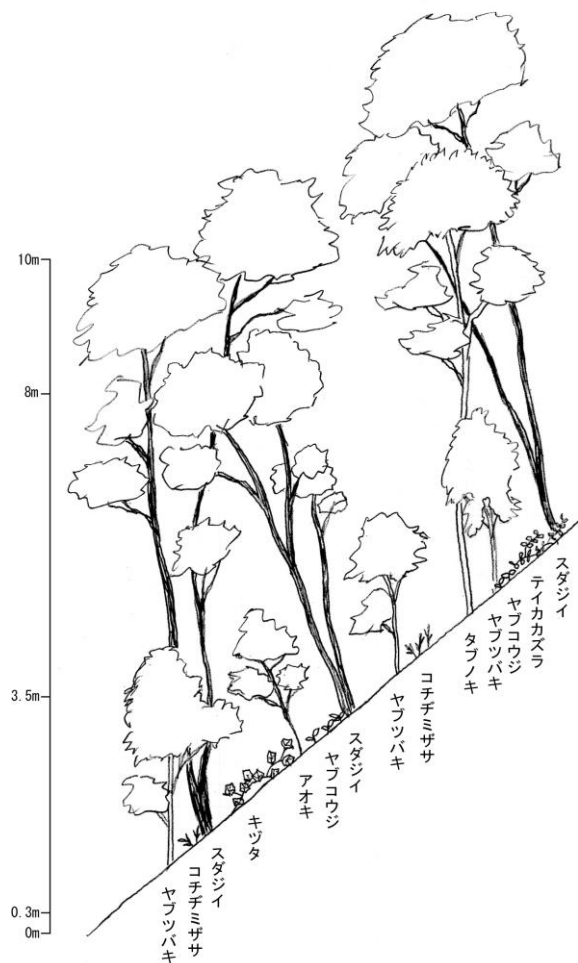 10m
8m
3.5m
0.3m
0m
ヤブツバキ
コチヂミザサ
スダジイ
キヅタ
アオキ
ヤブコウジ
スダジイ
ヤブツバキ
コチヂミザサ
タブノキ
ヤブツバキ
ヤブコウジ
テイカカズラ
スダジイ